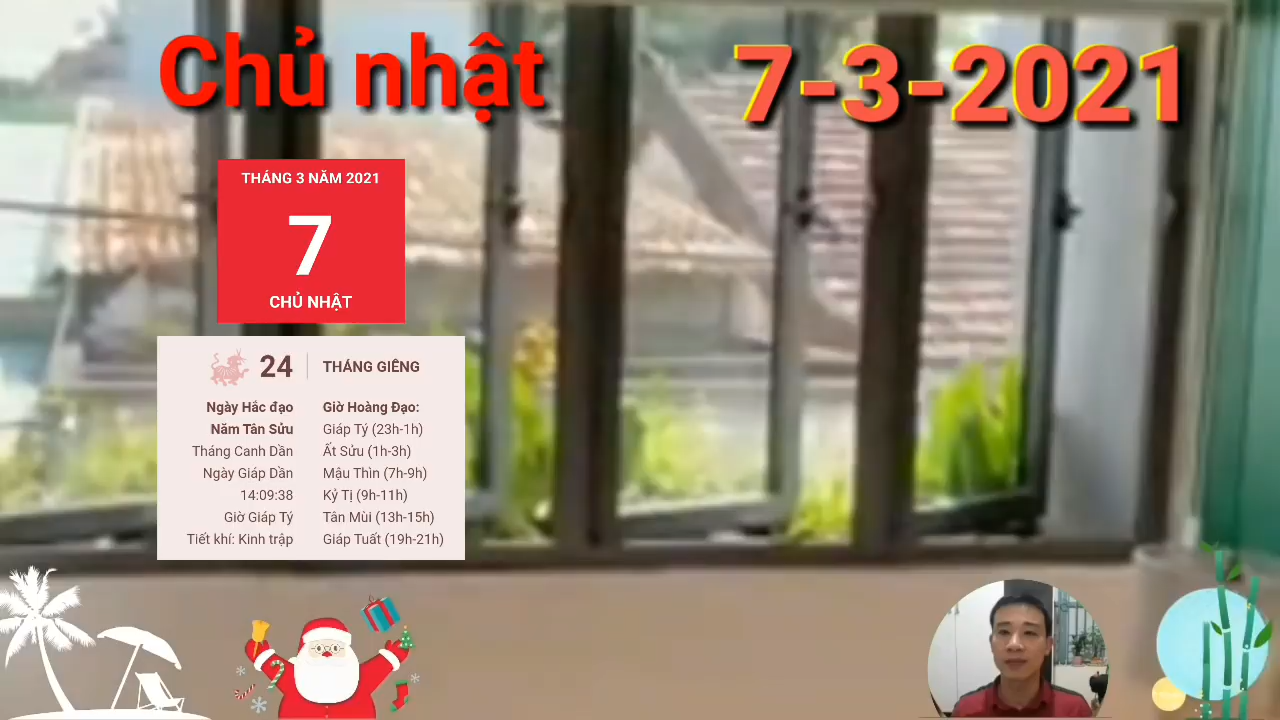 Chủ nhật
7-3-2021
THÁNG 3 NĂM 2021
7
CHỦ NHẬT
24
THÁNG GIÊNG
Ngày Hắc đạo
Năm Tân Sửu
Tháng Canh Dần
Ngày Giáp Dần
14:09:38
Giờ Giáp Tý
Tiết khí: Kinh trập
Giờ Hoàng Đạo:
Giáp Tý (23h-1h)
Ất Sửu (1h-3h)
Mậu Thìn (7h-9h)
Kỷ Tị (9h-11h)
Tân Mùi (13h-15h)
Giáp Tuất (19h-21h)